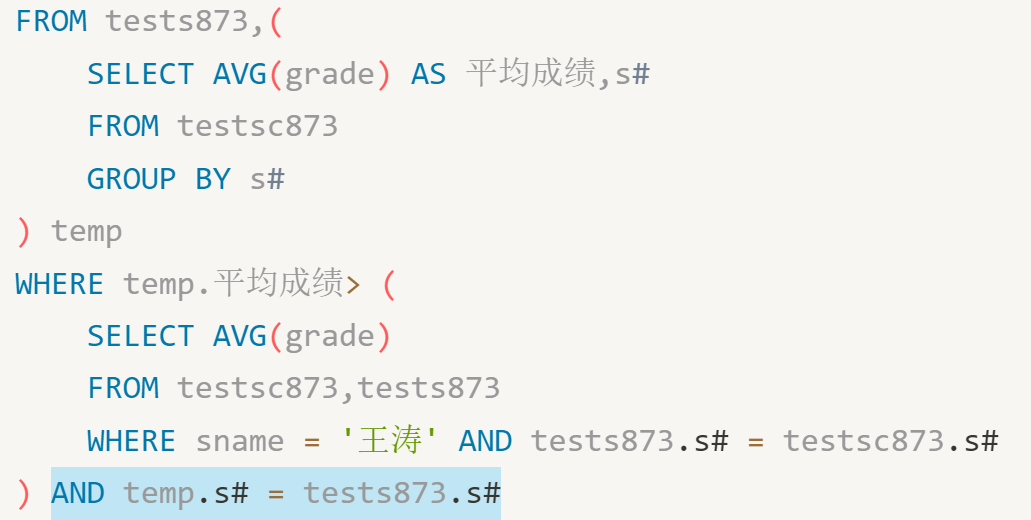 FROM tests873,(
SELECT AVG(grade) AS 平均成绩,s#
FROM testsc873
GROUP BY s#
) temp
WHERE temp.平均成绩> (
SELECT AVG(grade)
FROM testsc873,tests873
WHERE sname = '王涛' AND tests873.s# = testsc873.s#
) AND temp.s# = tests873.s#